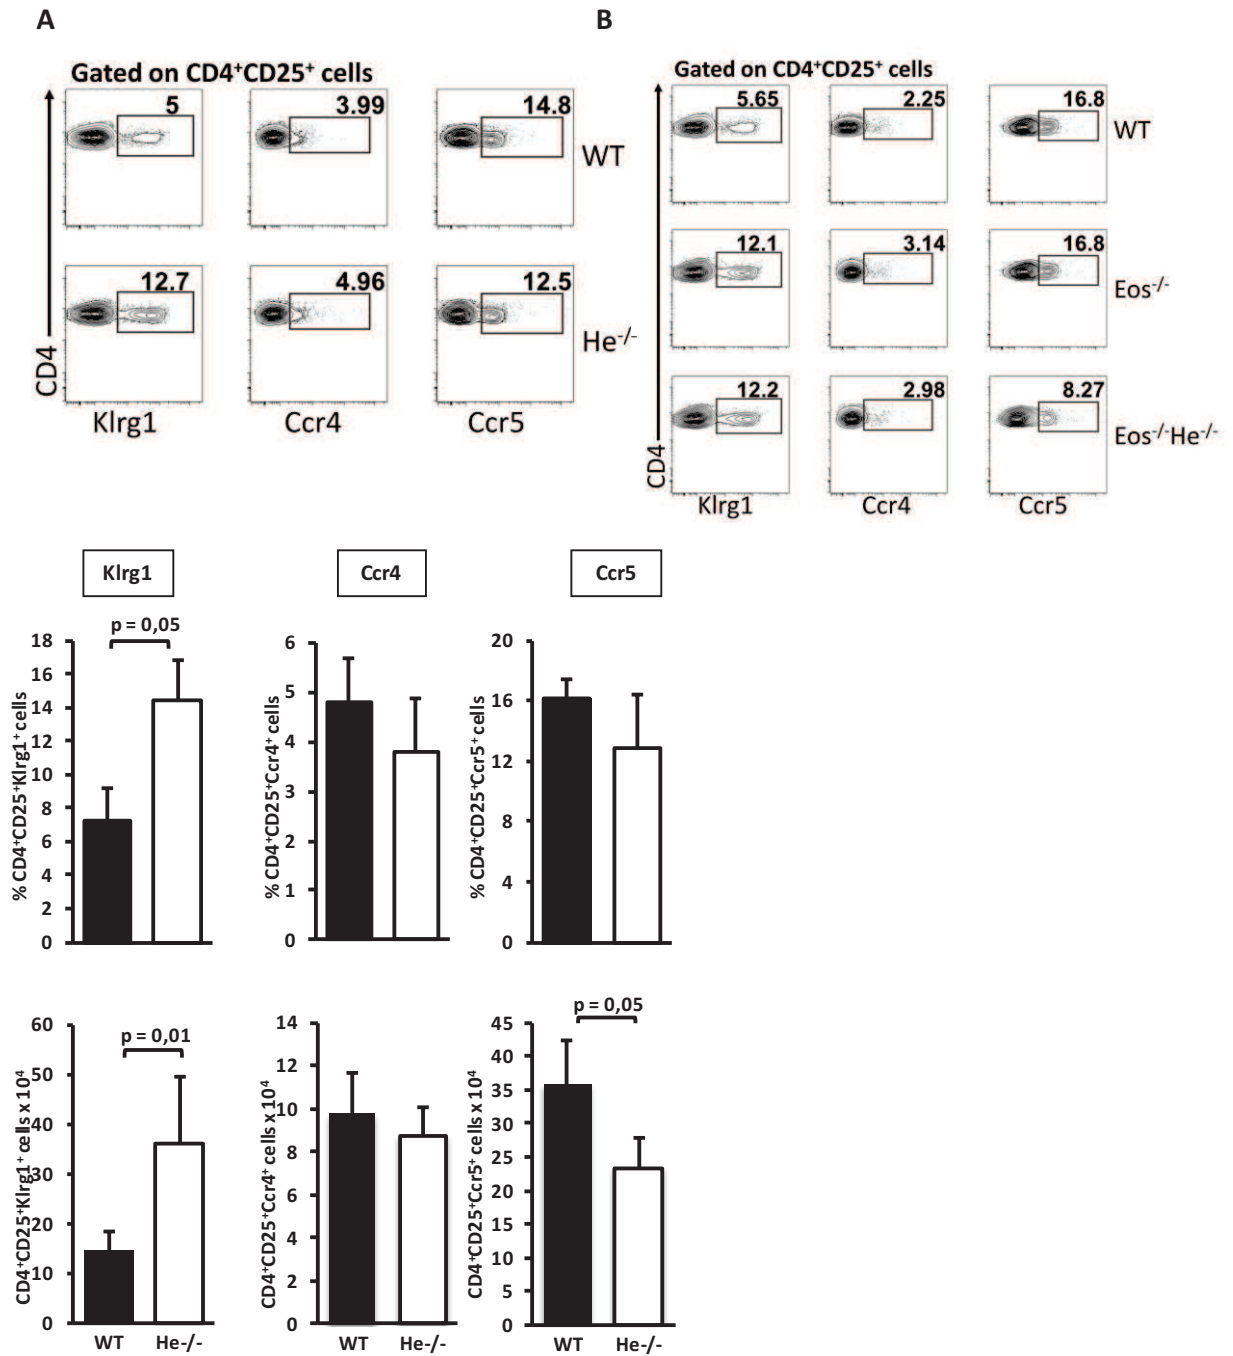 A
B
Gated on CD4⁺CD25⁺ cells
5
3.99
14.8
WT
12.7
4.96
12.5
He⁻/⁻
CD4
Klrg1
Ccr4
Ccr5
Gated on CD4⁺CD25⁺ cells
5.65
2.25
16.8
WT
12.1
3.14
16.8
Eos⁻/⁻
12.2
2.98
8.27
Eos⁻/⁻He⁻/⁻
CD4
Klrg1
Ccr4
Ccr5
Klrg1
Ccr4
Ccr5
% CD4⁺CD25⁺Klrg1⁺ cells
18
16
14
12
10
8
6
4
2
0
p = 0,05
% CD4⁺CD25⁺Ccr4⁺ cells
6
5
4
3
2
1
0
% CD4⁺CD25⁺Ccr5⁺ cells
20
16
12
8
4
0
CD4⁺CD25⁺Klrg1⁺ cells x 10⁴
60
50
40
30
20
10
0
p = 0,01
WT
He-/-
CD4⁺CD25⁺Ccr4⁺ cells x 10⁴
14
12
10
8
6
4
2
0
WT
He-/-
CD4⁺CD25⁺Ccr5⁺ cells x 10⁴
45
40
35
30
25
20
15
10
5
0
p = 0,05
WT
He-/-